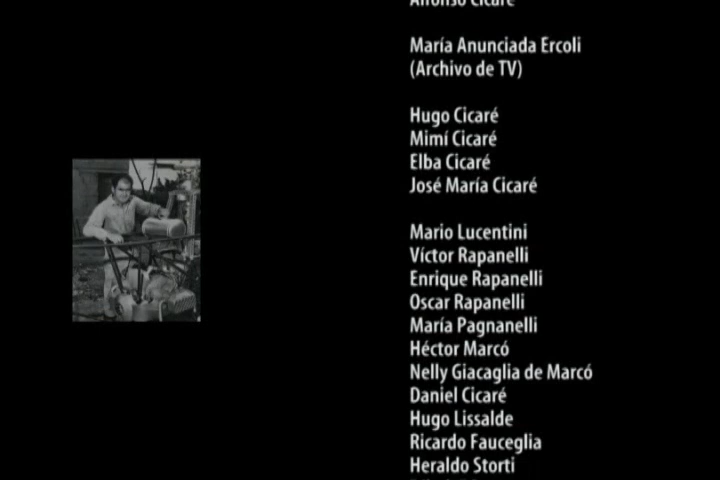 Alfonso Cicaré
María Anunciada Ercoli
(Archivo de TV)
Hugo Cicaré
Mimí Cicaré
Elba Cicaré
José María Cicaré
Mario Lucentini
Víctor Rapanelli
Enrique Rapanelli
Oscar Rapanelli
María Pagnanelli
Héctor Marcó
Nelly Giacaglia de Marcó
Daniel Cicaré
Hugo Lissalde
Ricardo Fauceglia
Heraldo Storti